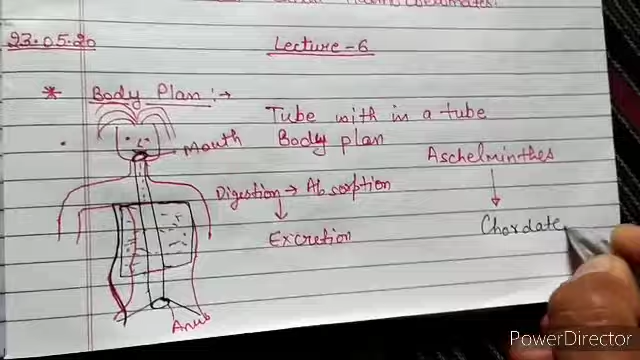 23.05.20
Lecture-6
* Body Plan :→
Tube with in a tube
Body plan
Mouth
Aschelminthes
Digestion → Absorption
Excretion
Chordate
Anus
PowerDirector